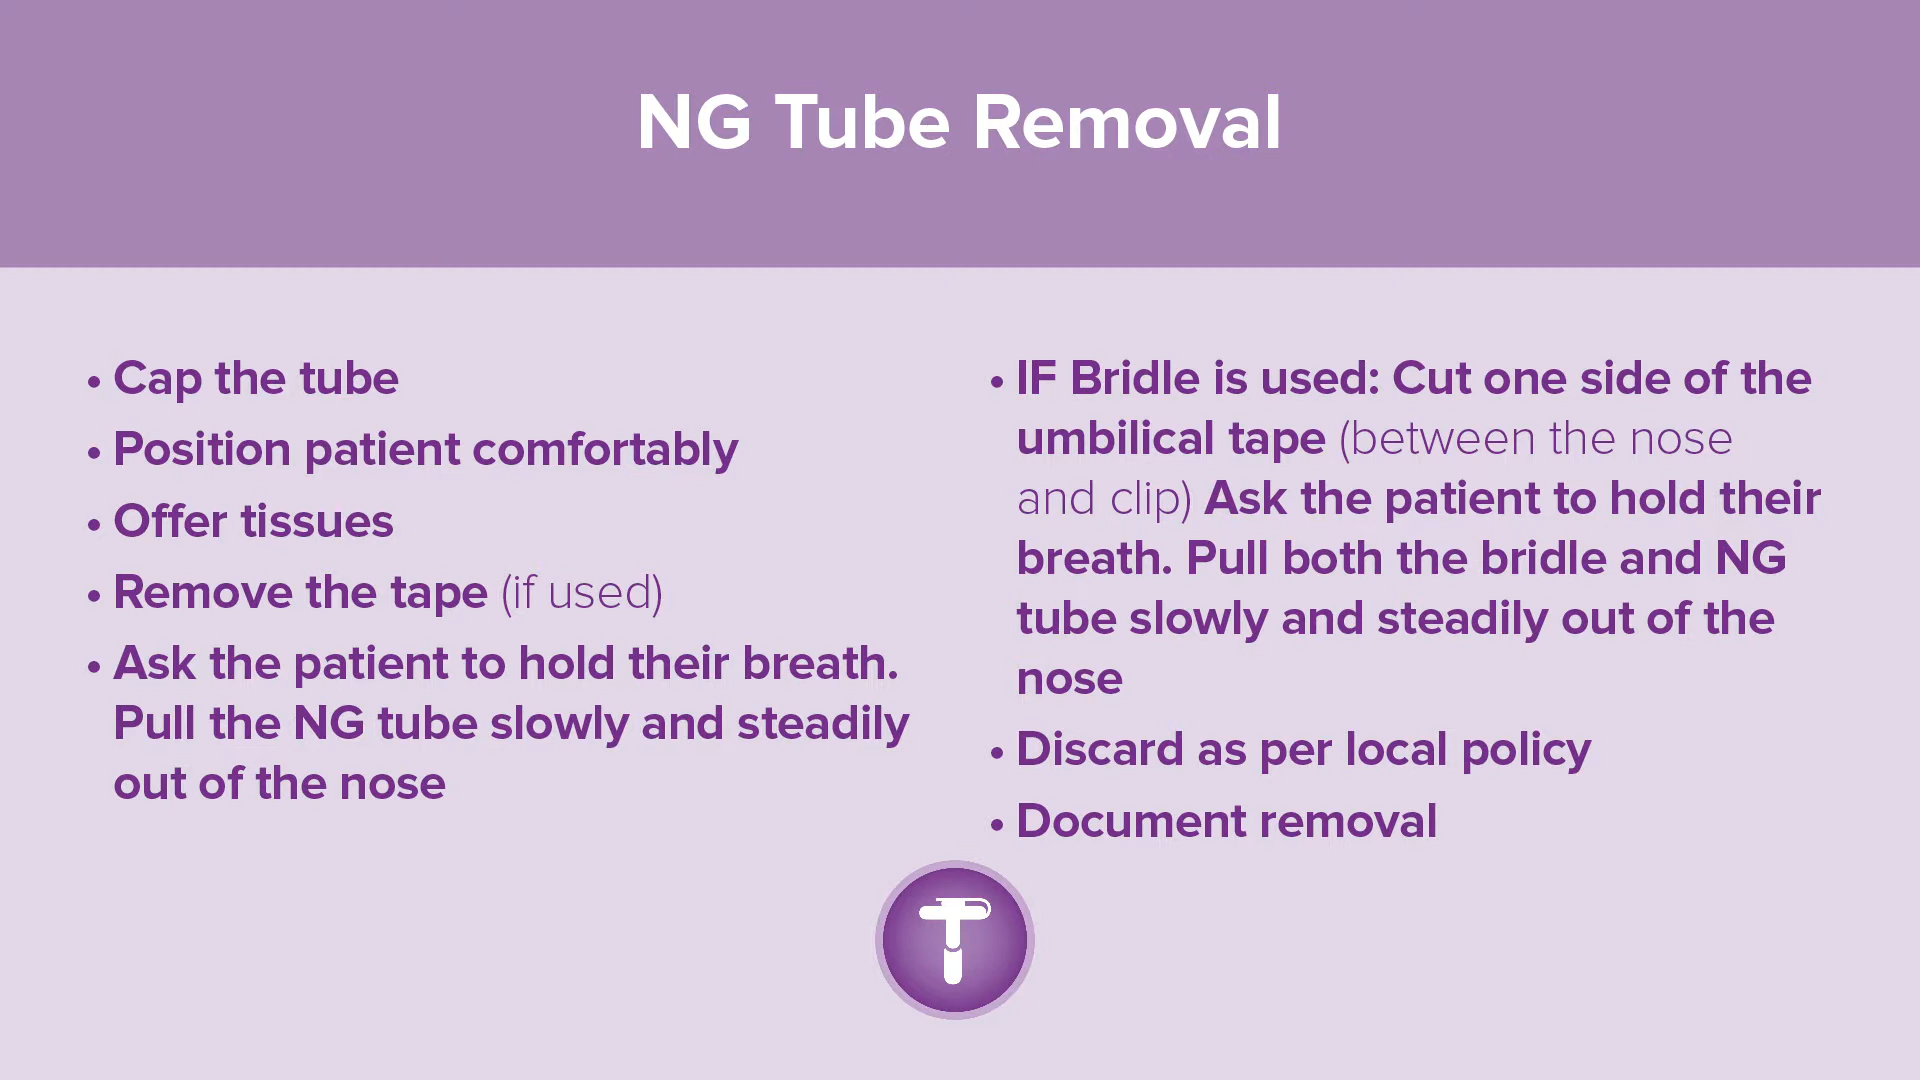 NG Tube Removal
• Cap the tube
• Position patient comfortably
• Offer tissues
• Remove the tape (if used)
• Ask the patient to hold their breath.
Pull the NG tube slowly and steadily
out of the nose
• IF Bridle is used: Cut one side of the
umbilical tape (between the nose
and clip) Ask the patient to hold their
breath. Pull both the bridle and NG
tube slowly and steadily out of the
nose
• Discard as per local policy
• Document removal